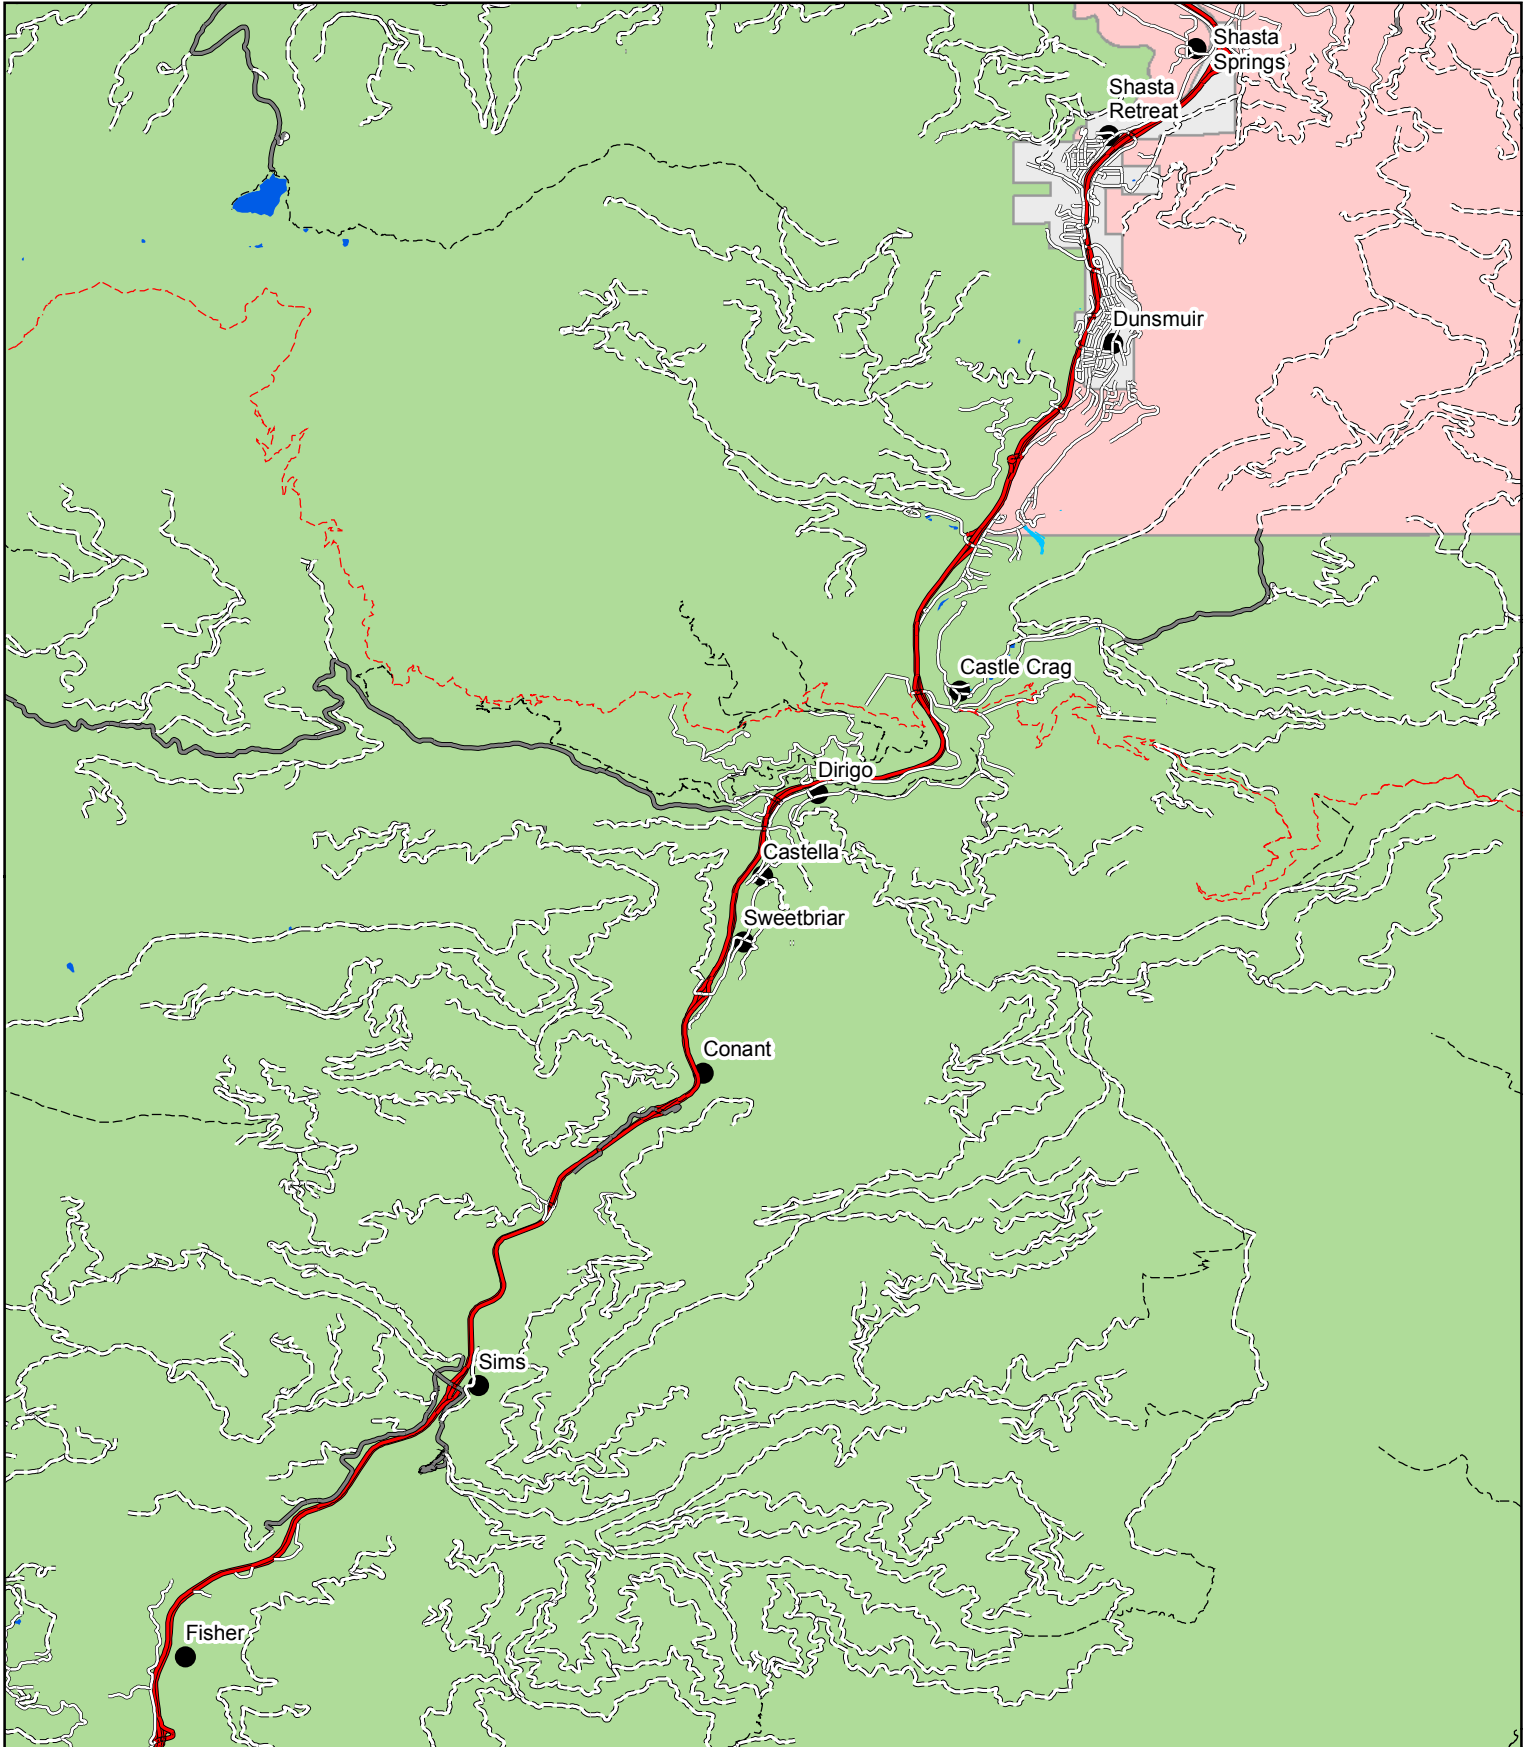 Shasta
Springs
Shasta
Retreat
Dunsmuir
Castle Crag
Dirigo
Castella
Sweetbriar
Conant
Sims
Fisher